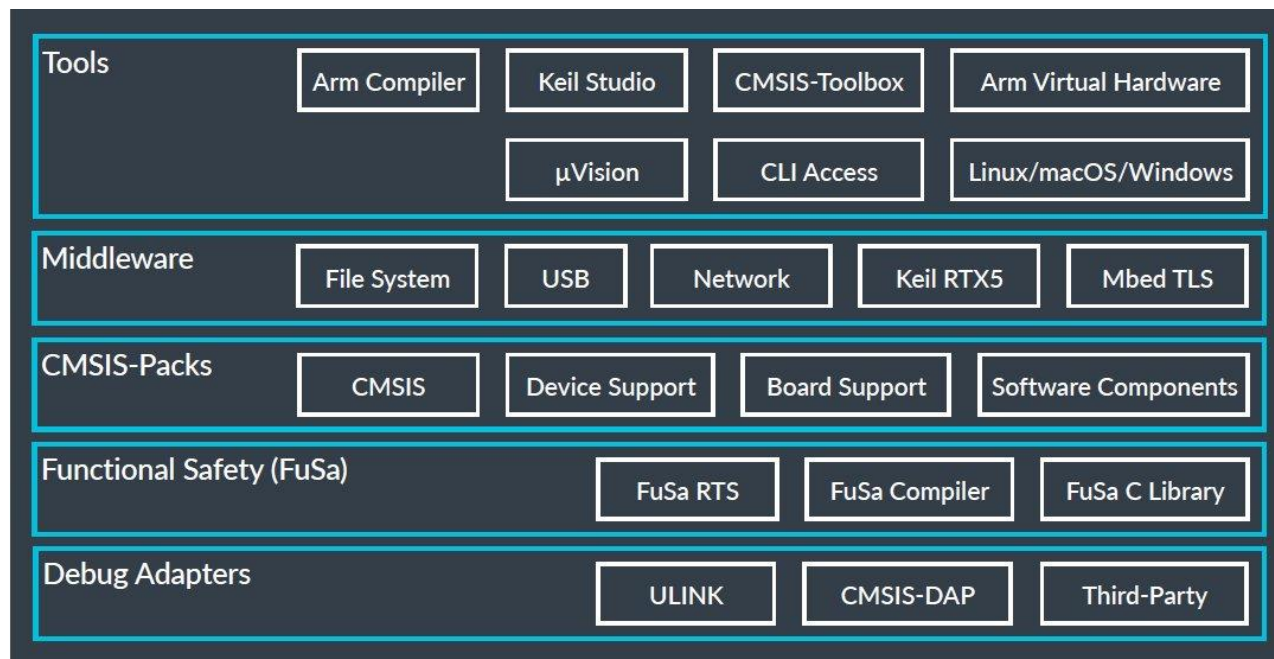 Tools
Arm Compiler
Keil Studio
CMSIS-Toolbox
Arm Virtual Hardware
µVision
CLI Access
Linux/macOS/Windows
Middleware
File System
USB
Network
Keil RTX5
Mbed TLS
CMSIS-Packs
CMSIS
Device Support
Board Support
Software Components
Functional Safety (FuSa)
FuSa RTS
FuSa Compiler
FuSa C Library
Debug Adapters
ULINK
CMSIS-DAP
Third-Party